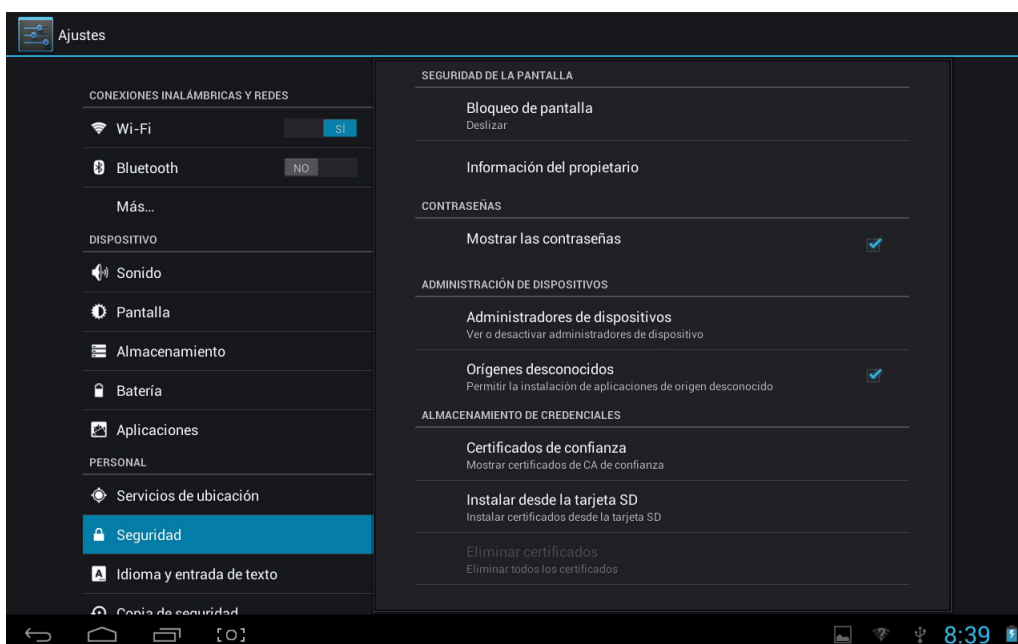 Ajustes
CONEXIONES INALÁMBRICAS Y REDES
Wi-Fi
SÍ
Bluetooth
NO
Más...
DISPOSITIVO
Sonido
Pantalla
Almacenamiento
Batería
Aplicaciones
PERSONAL
Servicios de ubicación
Seguridad
Idioma y entrada de texto
Copia de seguridad
SEGURIDAD DE LA PANTALLA
Bloqueo de pantalla
Deslizar
Información del propietario
CONTRASEÑAS
Mostrar las contraseñas
ADMINISTRACIÓN DE DISPOSITIVOS
Administradores de dispositivos
Ver o desactivar administradores de dispositivo
Orígenes desconocidos
Permitir la instalación de aplicaciones de origen desconocido
ALMACENAMIENTO DE CREDENCIALES
Certificados de confianza
Mostrar certificados de CA de confianza
Instalar desde la tarjeta SD
Instalar certificados desde la tarjeta SD
Eliminar certificados
Eliminar todos los certificados
8:39